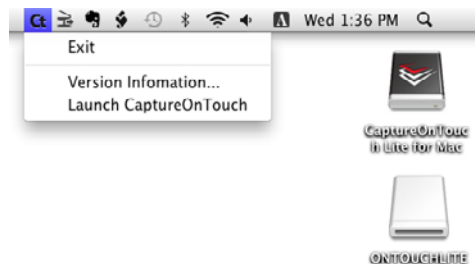 Ct Wed 1:36 PM
Exit
Version Infomation...
Launch CaptureOnTouch
CaptureOnTouc
h Lite for Mac
ONTOUCHLITE